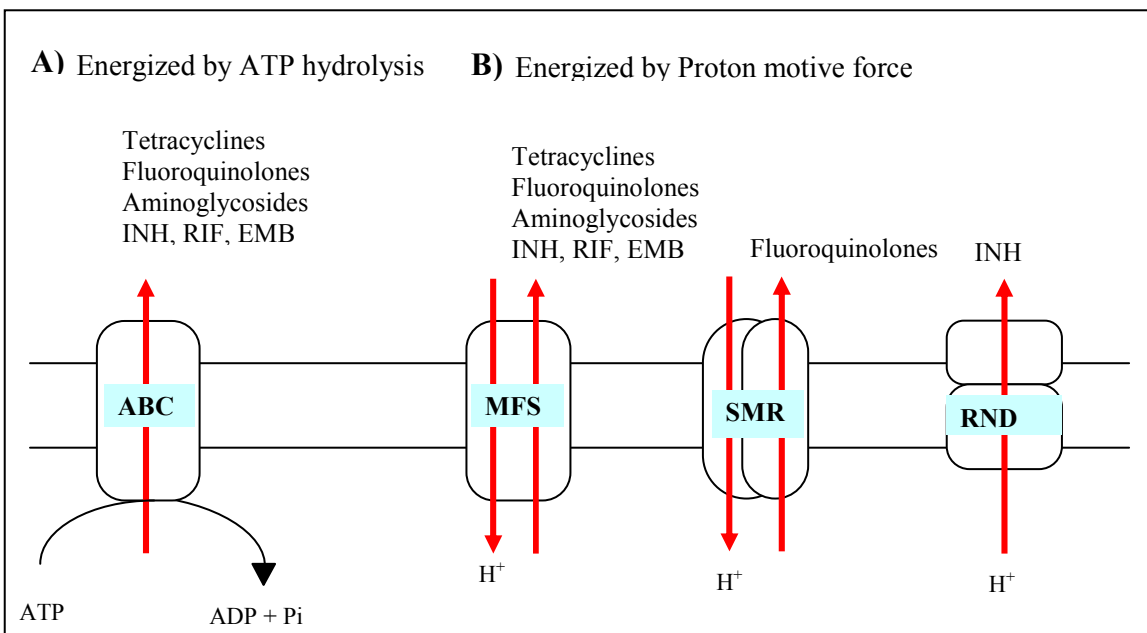 A) Energized by ATP hydrolysis
B) Energized by Proton motive force
Tetracyclines
Fluoroquinolones
Aminoglycosides
INH, RIF, EMB
Tetracyclines
Fluoroquinolones
Aminoglycosides
INH, RIF, EMB
Fluoroquinolones
INH
ABC
MFS
SMR
RND
ATP
ADP + Pi
H⁺
H⁺
H⁺